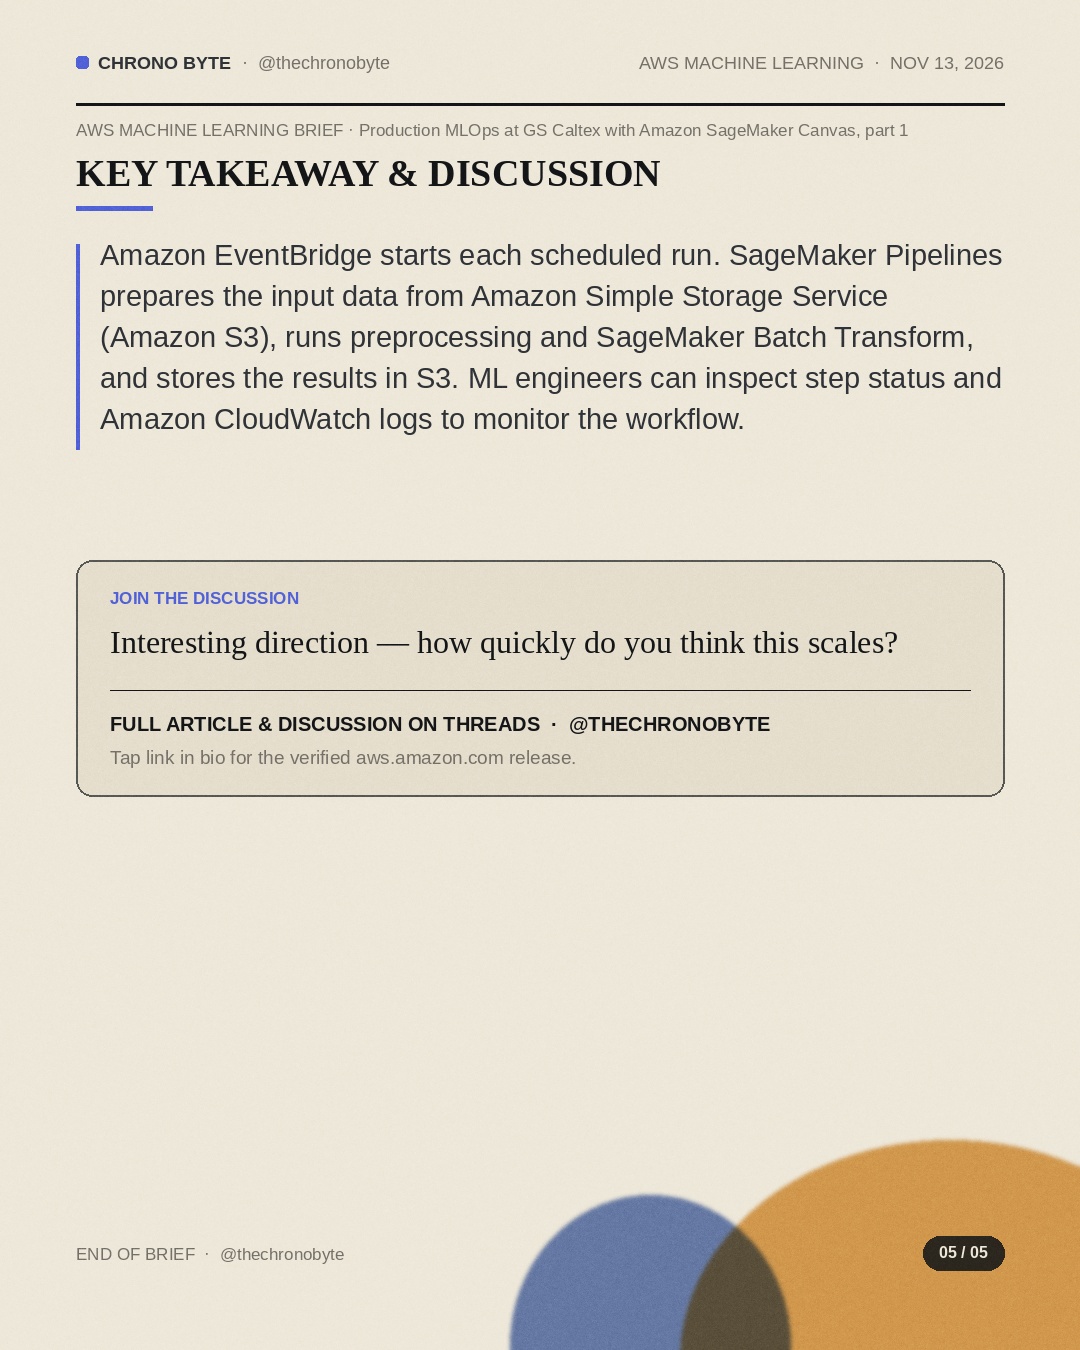 CHRONO BYTE · @thechronobyte
AWS MACHINE LEARNING · NOV 13, 2026
AWS MACHINE LEARNING BRIEF · Production MLOps at GS Caltex with Amazon SageMaker Canvas, part 1
KEY TAKEAWAY & DISCUSSION
Amazon EventBridge starts each scheduled run. SageMaker Pipelines
prepares the input data from Amazon Simple Storage Service
(Amazon S3), runs preprocessing and SageMaker Batch Transform,
and stores the results in S3. ML engineers can inspect step status and
Amazon CloudWatch logs to monitor the workflow.
JOIN THE DISCUSSION
Interesting direction — how quickly do you think this scales?
FULL ARTICLE & DISCUSSION ON THREADS · @THECHRONOBYTE
Tap link in bio for the verified aws.amazon.com release.
END OF BRIEF · @thechronobyte
05 / 05